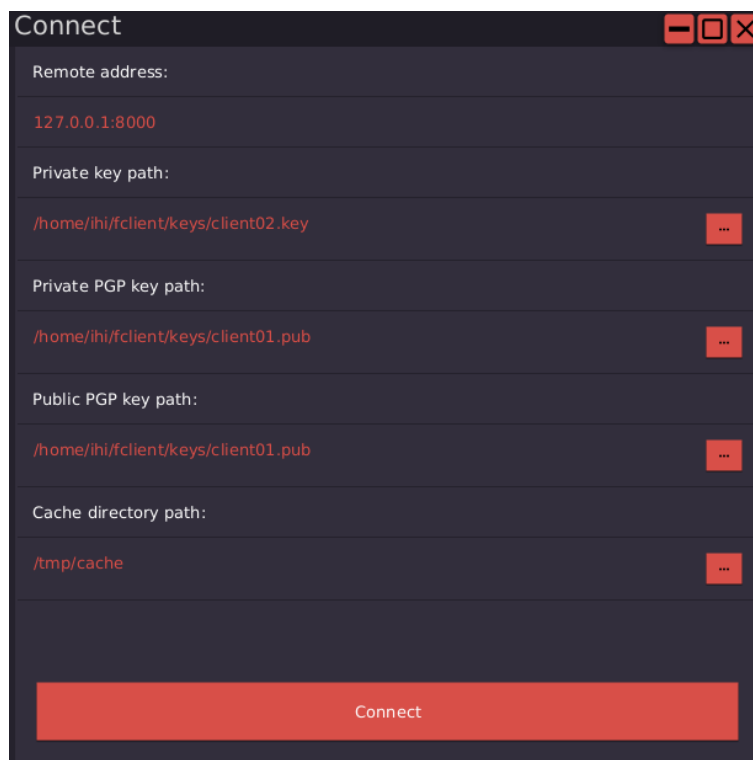 Connect
Remote address:
127.0.0.1:8000
Private key path:
/home/ihi/fclient/keys/client02.key
...
Private PGP key path:
/home/ihi/fclient/keys/client01.pub
...
Public PGP key path:
/home/ihi/fclient/keys/client01.pub
...
Cache directory path:
/tmp/cache
...
Connect